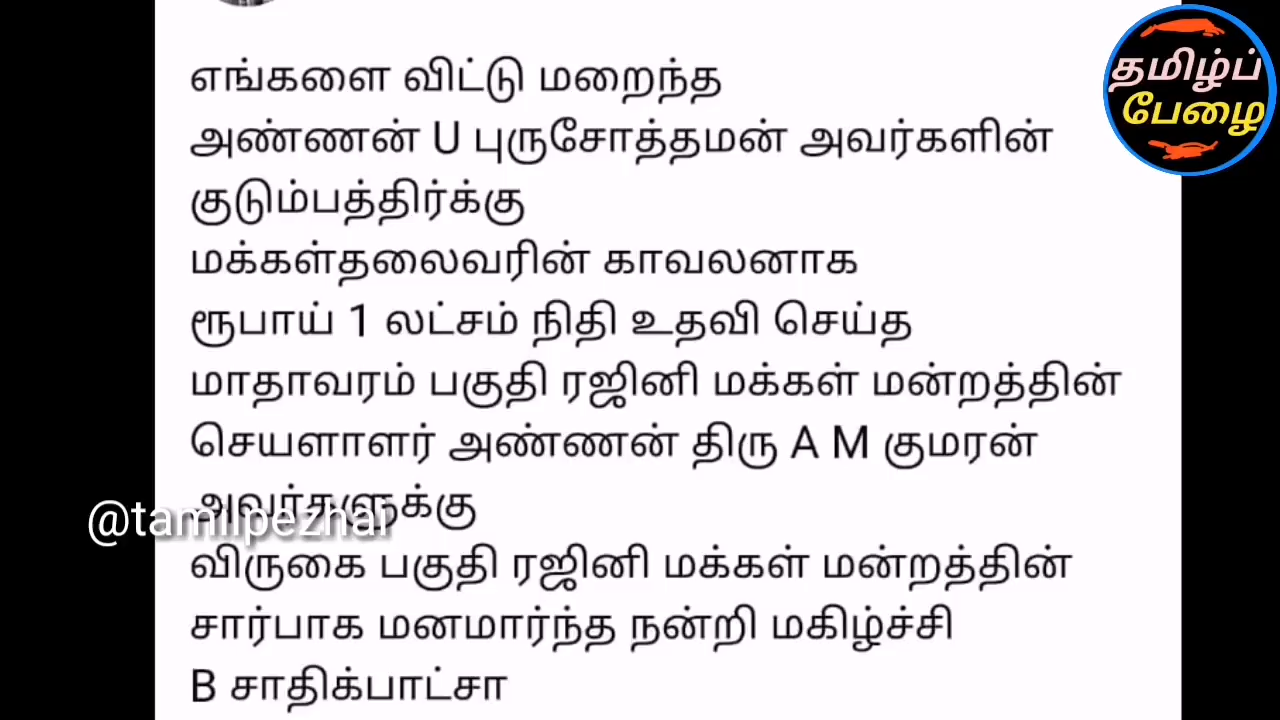 எங்களை விட்டு மறைந்த
அண்ணன் U புருசோத்தமன் அவர்களின்
குடும்பத்திர்க்கு
மக்கள்தலைவரின் காவலனாக
ரூபாய் 1 லட்சம் நிதி உதவி செய்த
மாதாவரம் பகுதி ரஜினி மக்கள் மன்றத்தின்
செயளாளர் அண்ணன் திரு A M குமரன்
அவர்களுக்கு
விருகை பகுதி ரஜினி மக்கள் மன்றத்தின்
சார்பாக மனமார்ந்த நன்றி மகிழ்ச்சி
B சாதிக்பாட்சா
தமிழ்ப்
பேழை
@tamilpezhai